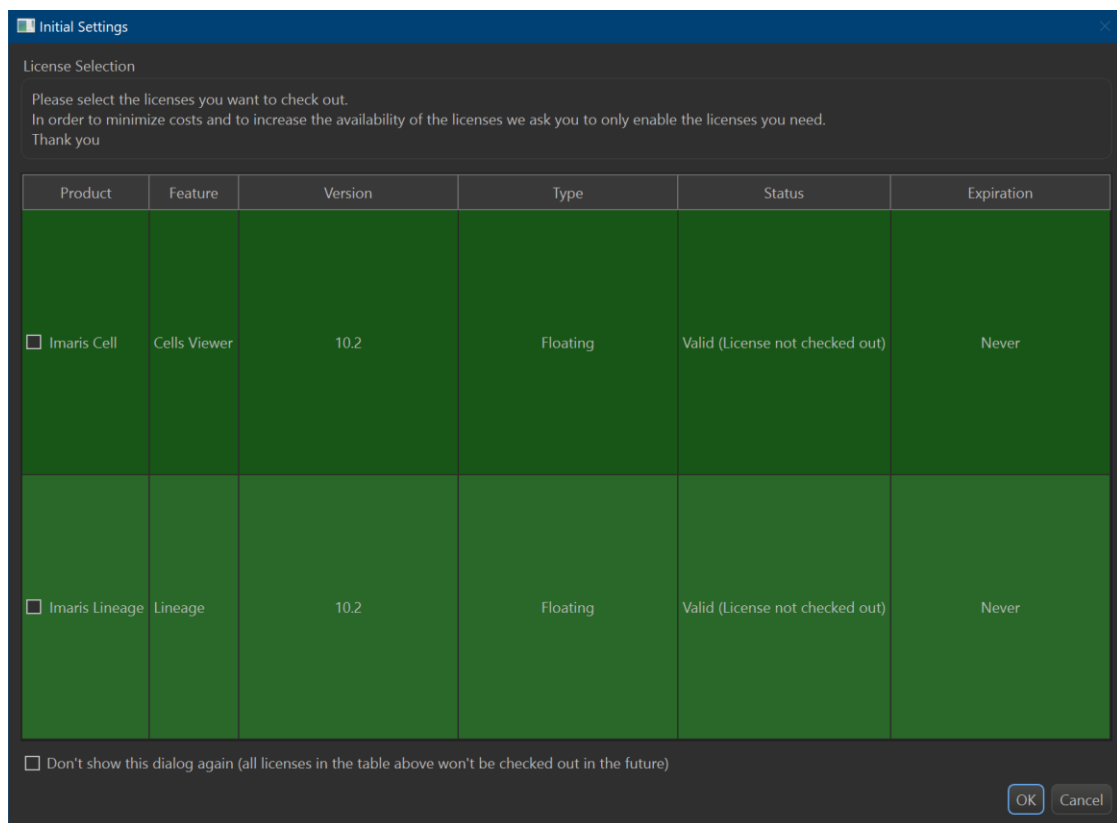 Initial Settings
License Selection
Please select the licenses you want to check out.
In order to minimize costs and to increase the availability of the licenses we ask you to only enable the licenses you need.
Thank you
Product Feature Version Type Status Expiration
Imaris Cell Cells Viewer 10.2 Floating Valid (License not checked out) Never
Imaris Lineage Lineage 10.2 Floating Valid (License not checked out) Never
Don't show this dialog again (all licenses in the table above won't be checked out in the future)
OK Cancel